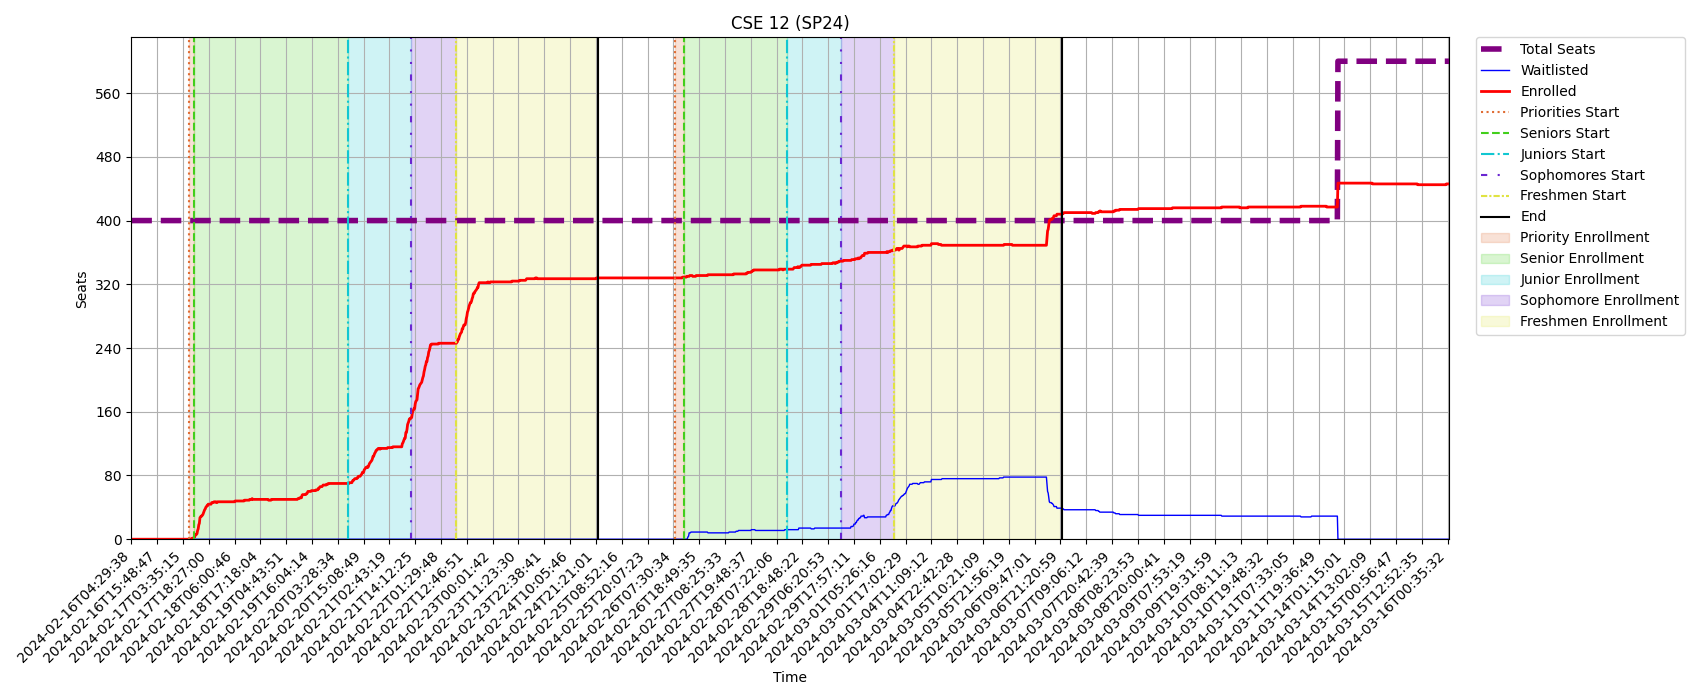 CSE 12 (SP24)
Seats
560
480
400
320
240
160
80
0
2024-02-16T04:29:38
2024-02-16T15:48:47
2024-02-17T03:35:15
2024-02-17T18:27:00
2024-02-18T06:00:46
2024-02-18T17:18:04
2024-02-19T04:43:51
2024-02-19T16:04:14
2024-02-20T03:28:34
2024-02-20T15:08:49
2024-02-21T02:43:19
2024-02-21T14:12:25
2024-02-22T01:29:48
2024-02-22T12:46:51
2024-02-23T00:01:42
2024-02-23T11:23:30
2024-02-23T22:38:41
2024-02-24T10:05:46
2024-02-24T21:21:01
2024-02-25T08:52:16
2024-02-25T20:07:23
2024-02-26T07:30:34
2024-02-26T18:49:35
2024-02-27T08:25:33
2024-02-27T19:48:37
2024-02-28T07:22:06
2024-02-28T18:48:22
2024-02-29T06:20:53
2024-02-29T17:57:11
2024-03-01T05:26:16
2024-03-01T17:02:29
2024-03-04T11:09:12
2024-03-04T22:42:28
2024-03-05T10:21:09
2024-03-05T21:56:19
2024-03-06T09:47:01
2024-03-06T21:20:59
2024-03-07T09:06:12
2024-03-07T20:42:39
2024-03-08T08:23:53
2024-03-08T20:00:41
2024-03-09T07:53:19
2024-03-09T19:31:59
2024-03-10T08:11:13
2024-03-10T19:48:32
2024-03-11T07:33:05
2024-03-11T19:36:49
2024-03-14T01:15:01
2024-03-14T13:02:09
2024-03-15T00:56:47
2024-03-15T12:52:35
2024-03-16T00:35:32
Time
Total Seats
Waitlisted
Enrolled
Priorities Start
Seniors Start
Juniors Start
Sophomores Start
Freshmen Start
End
Priority Enrollment
Senior Enrollment
Junior Enrollment
Sophomore Enrollment
Freshmen Enrollment